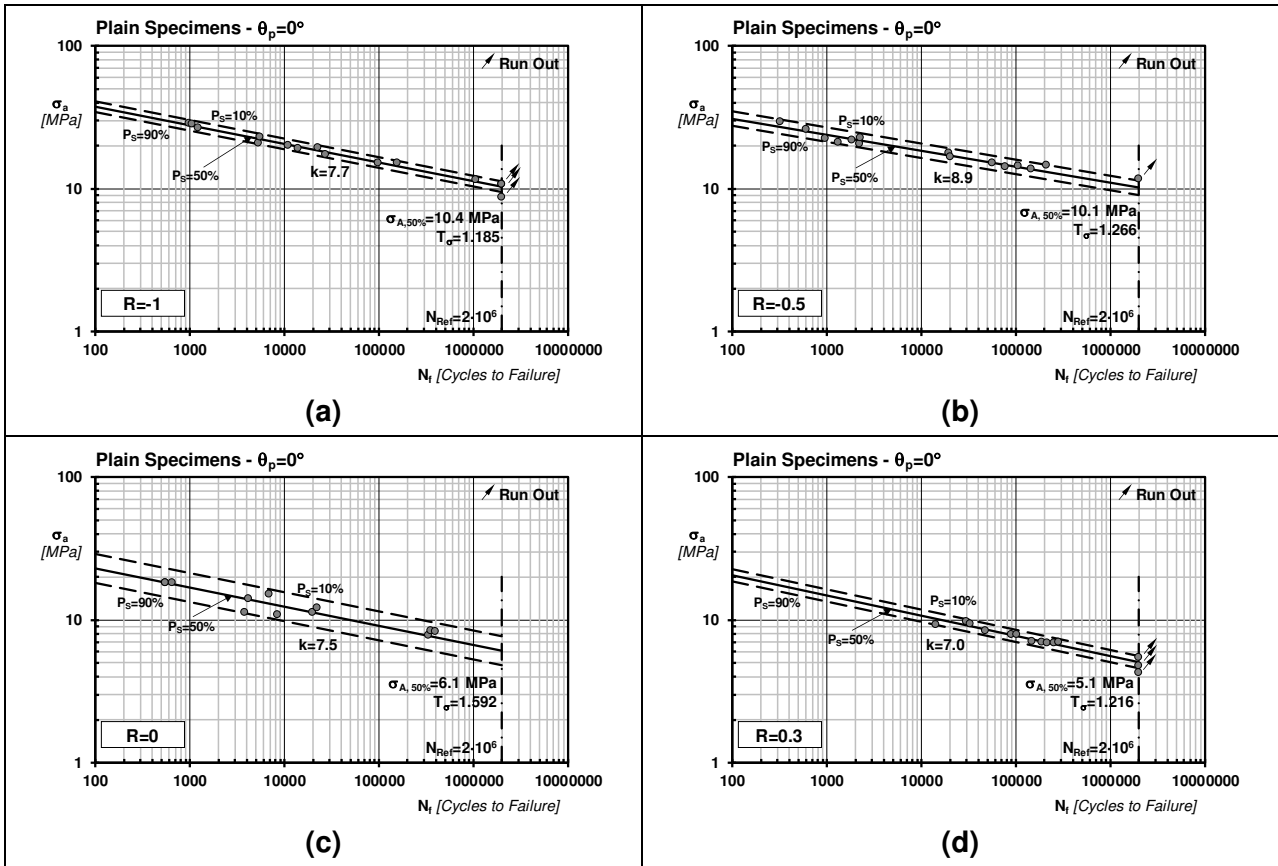 Plain Specimens - θp=0°
100
10
1
σa
[MPa]
Run Out
PS=10%
PS=90%
PS=50%
k=7.7
σA,50%=10.4 MPa
Tσ=1.185
R=-1
NRef=2·10⁶
100 1000 10000 100000 1000000 10000000
Nf [Cycles to Failure]
(a)
Plain Specimens - θp=0°
100
10
1
σa
[MPa]
Run Out
PS=10%
PS=90%
PS=50%
k=8.9
σA,50%=10.1 MPa
Tσ=1.266
R=-0.5
NRef=2·10⁶
100 1000 10000 100000 1000000 10000000
Nf [Cycles to Failure]
(b)
Plain Specimens - θp=0°
100
10
1
σa
[MPa]
Run Out
PS=10%
PS=90%
PS=50%
k=7.5
σA, 50%=6.1 MPa
Tσ=1.592
R=0
NRef=2·10⁶
100 1000 10000 100000 1000000 10000000
Nf [Cycles to Failure]
(c)
Plain Specimens - θp=0°
100
10
1
σa
[MPa]
Run Out
PS=10%
PS=90%
PS=50%
k=7.0
σA, 50%=5.1 MPa
Tσ=1.216
R=0.3
NRef=2·10⁶
100 1000 10000 100000 1000000 10000000
Nf [Cycles to Failure]
(d)